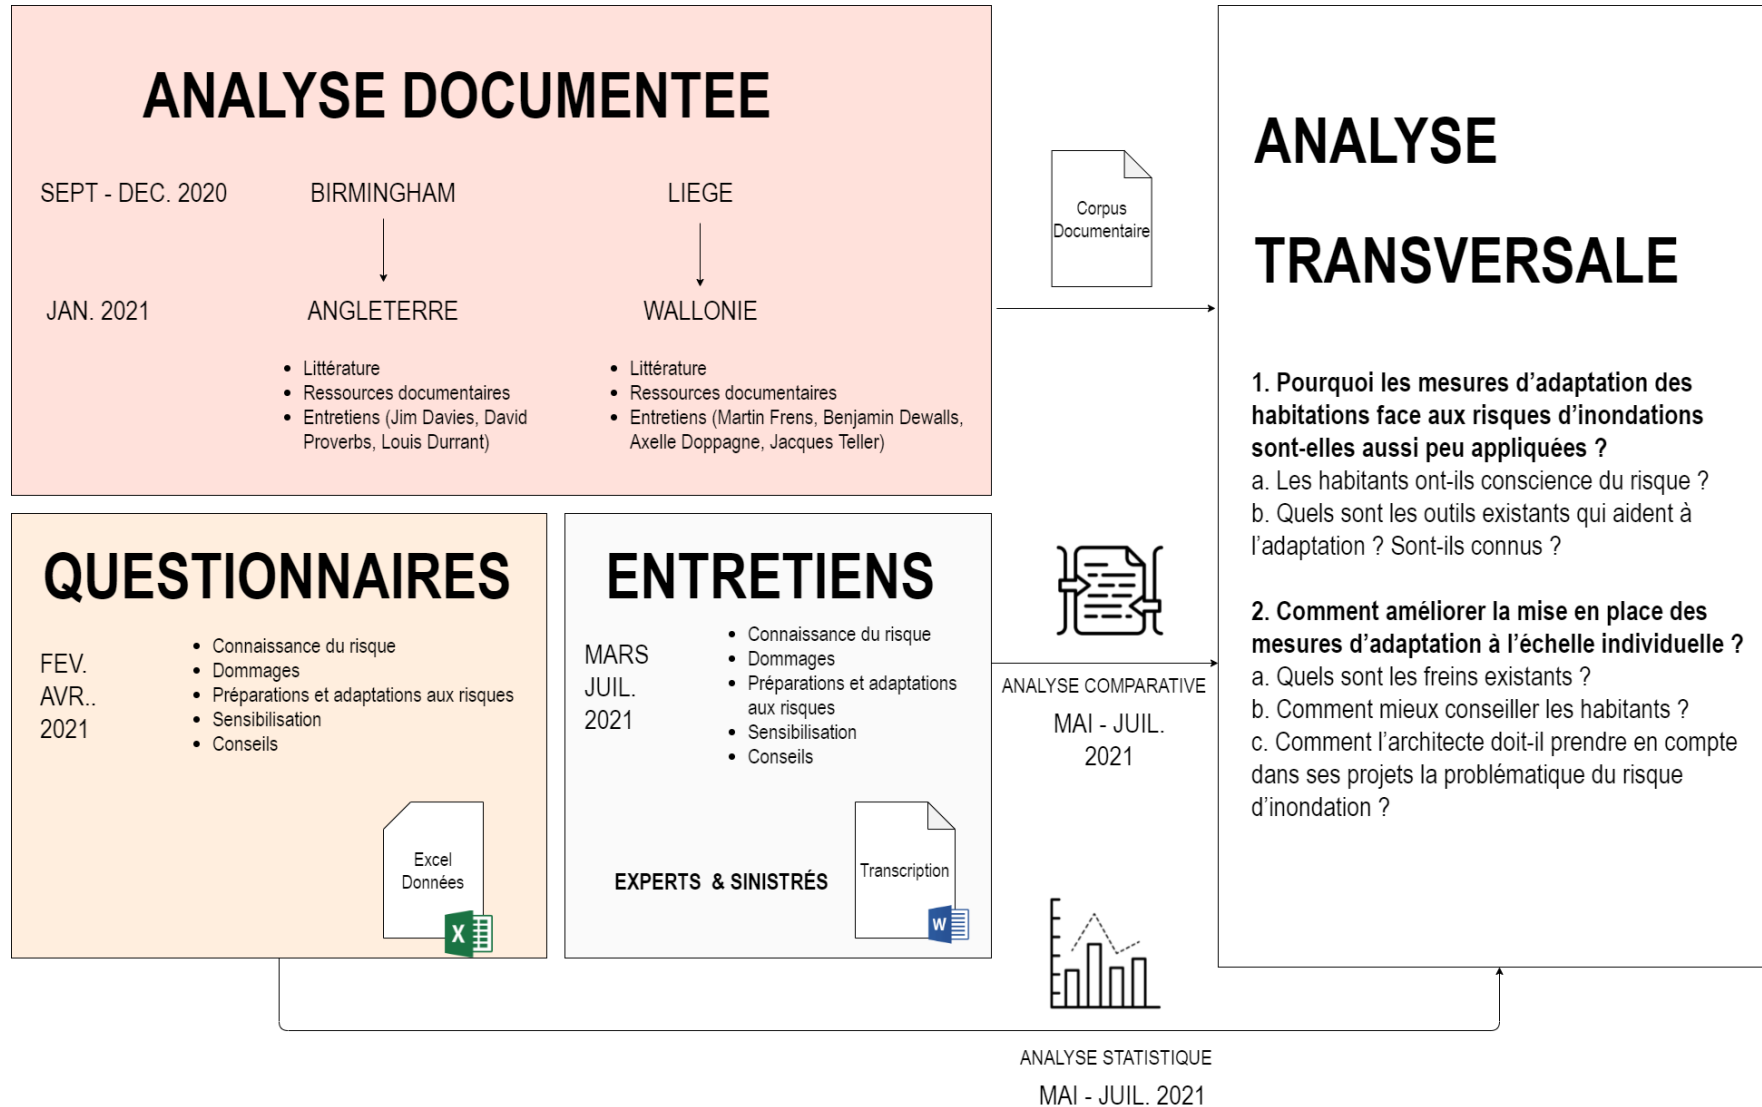 ANALYSE DOCUMENTEE
SEPT - DEC. 2020
BIRMINGHAM
LIEGE
JAN. 2021
ANGLETERRE
WALLONIE
• Littérature
• Ressources documentaires
• Entretiens (Jim Davies, David
Proverbs, Louis Durrant)
• Littérature
• Ressources documentaires
• Entretiens (Martin Frens, Benjamin Dewalls,
Axelle Doppagne, Jacques Teller)
QUESTIONNAIRES
FEV.
AVR..
2021
• Connaissance du risque
• Dommages
• Préparations et adaptations aux risques
• Sensibilisation
• Conseils
Excel
Données
X
ENTRETIENS
MARS
JUIL.
2021
• Connaissance du risque
• Dommages
• Préparations et adaptations
aux risques
• Sensibilisation
• Conseils
EXPERTS & SINISTRÉS
Transcription
W
Corpus
Documentaire
ANALYSE COMPARATIVE
MAI - JUIL.
2021
ANALYSE STATISTIQUE
MAI - JUIL. 2021
ANALYSE
TRANSVERSALE
1. Pourquoi les mesures d’adaptation des
habitations face aux risques d’inondations
sont-elles aussi peu appliquées ?
a. Les habitants ont-ils conscience du risque ?
b. Quels sont les outils existants qui aident à
l’adaptation ? Sont-ils connus ?
2. Comment améliorer la mise en place des
mesures d’adaptation à l’échelle individuelle ?
a. Quels sont les freins existants ?
b. Comment mieux conseiller les habitants ?
c. Comment l’architecte doit-il prendre en compte
dans ses projets la problématique du risque
d’inondation ?